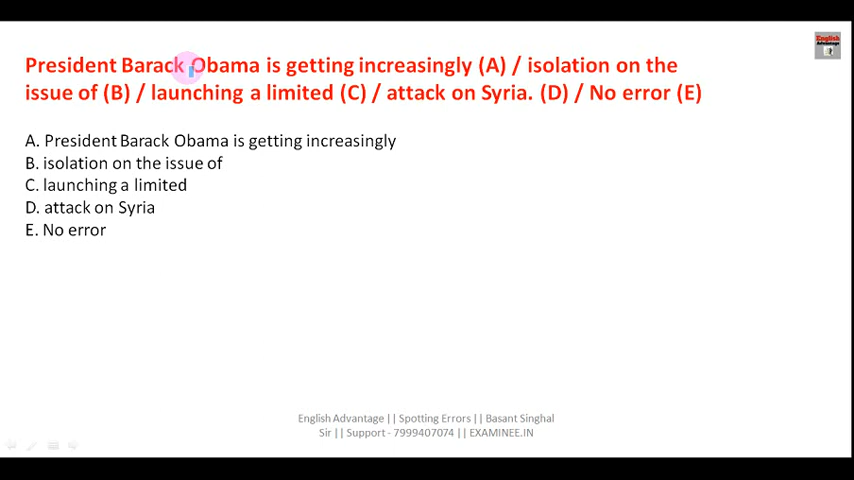 English
Advantage
President Barack Obama is getting increasingly (A) / isolation on the
issue of (B) / launching a limited (C) / attack on Syria. (D) / No error (E)
A. President Barack Obama is getting increasingly
B. isolation on the issue of
C. launching a limited
D. attack on Syria
E. No error
English Advantage || Spotting Errors || Basant Singhal
Sir || Support - 7999407074 || EXAMINEE.IN